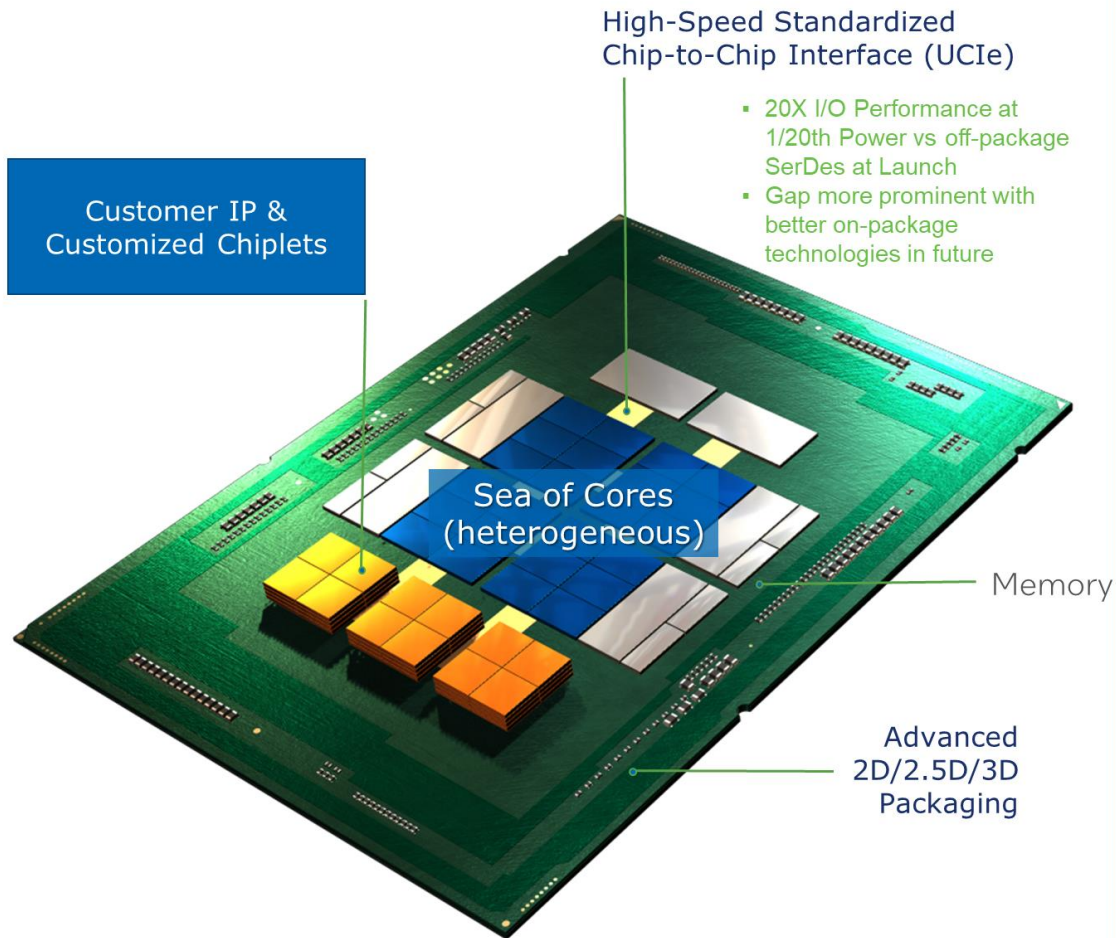 High-Speed Standardized
Chip-to-Chip Interface (UCIe)
▪ 20X I/O Performance at
1/20th Power vs off-package
SerDes at Launch
▪ Gap more prominent with
better on-package
technologies in future
Customer IP &
Customized Chiplets
Sea of Cores
(heterogeneous)
Memory
Advanced
2D/2.5D/3D
Packaging